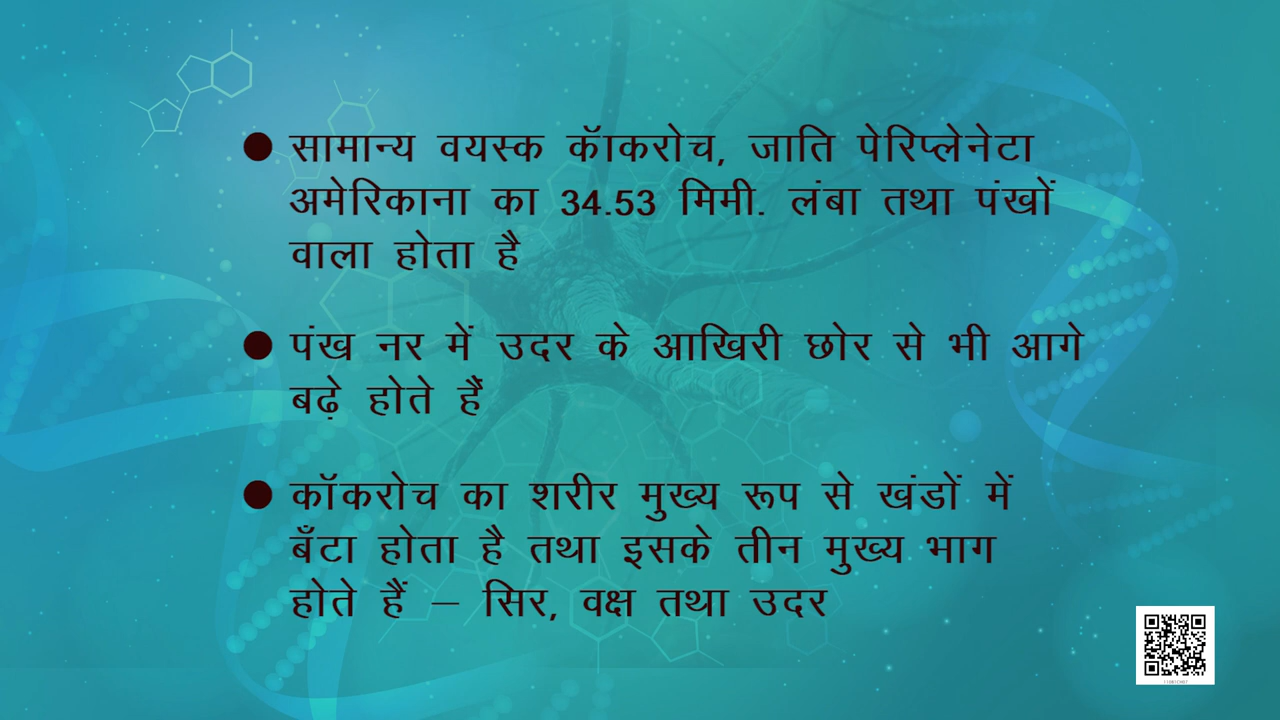 ● सामान्य वयस्क कॉकरोच, जाति पेरिप्लेनेटा
अमेरिकाना का 34.53 मिमी. लंबा तथा पंखों
वाला होता है
● पंख नर में उदर के आखिरी छोर से भी आगे
बढ़े होते हैं
● कॉकरोच का शरीर मुख्य रूप से खंडों में
बँटा होता है तथा इसके तीन मुख्य भाग
होते हैं – सिर, वक्ष तथा उदर